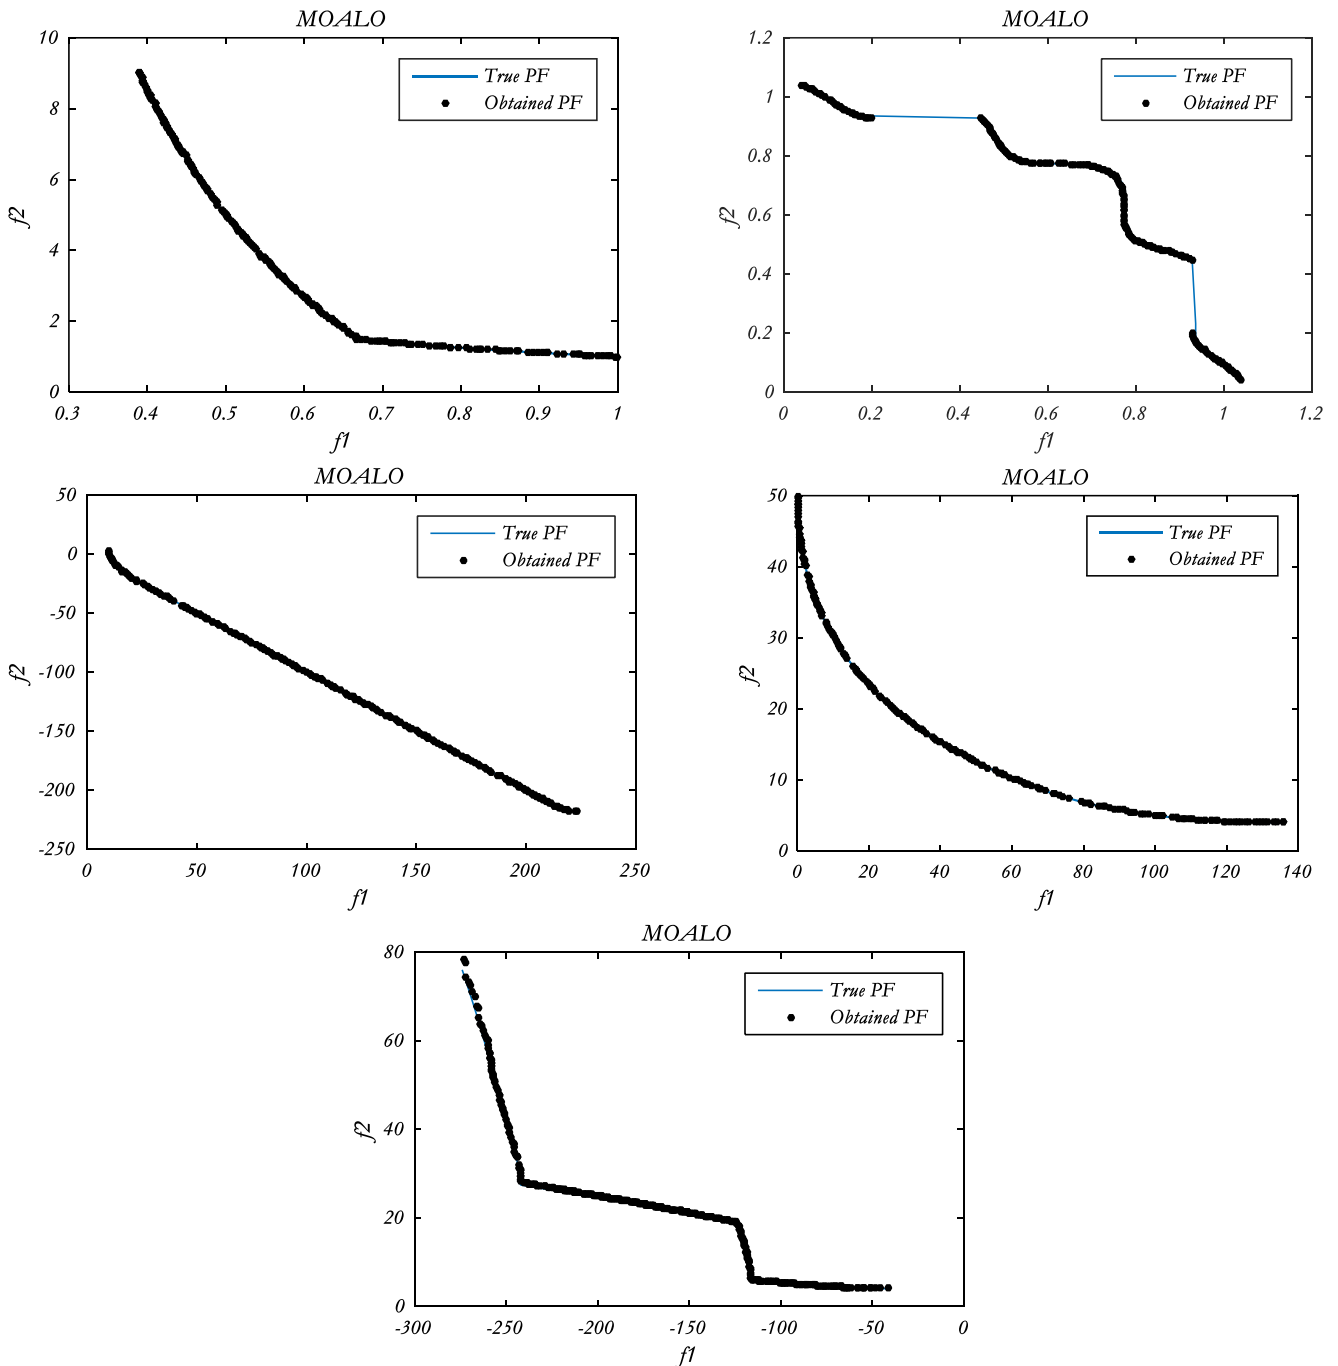 MOALO
10
8
6
4
2
0
f2
True PF
Obtained PF
0.3 0.4 0.5 0.6 0.7 0.8 0.9 1
f1
MOALO
1.2
1
0.8
0.6
0.4
0.2
0
f2
True PF
Obtained PF
0 0.2 0.4 0.6 0.8 1 1.2
f1
MOALO
50
0
-50
-100
-150
-200
-250
f2
True PF
Obtained PF
0 50 100 150 200 250
f1
MOALO
50
40
30
20
10
0
f2
True PF
Obtained PF
0 20 40 60 80 100 120 140
f1
MOALO
80
60
40
20
0
f2
True PF
Obtained PF
-300 -250 -200 -150 -100 -50 0
f1